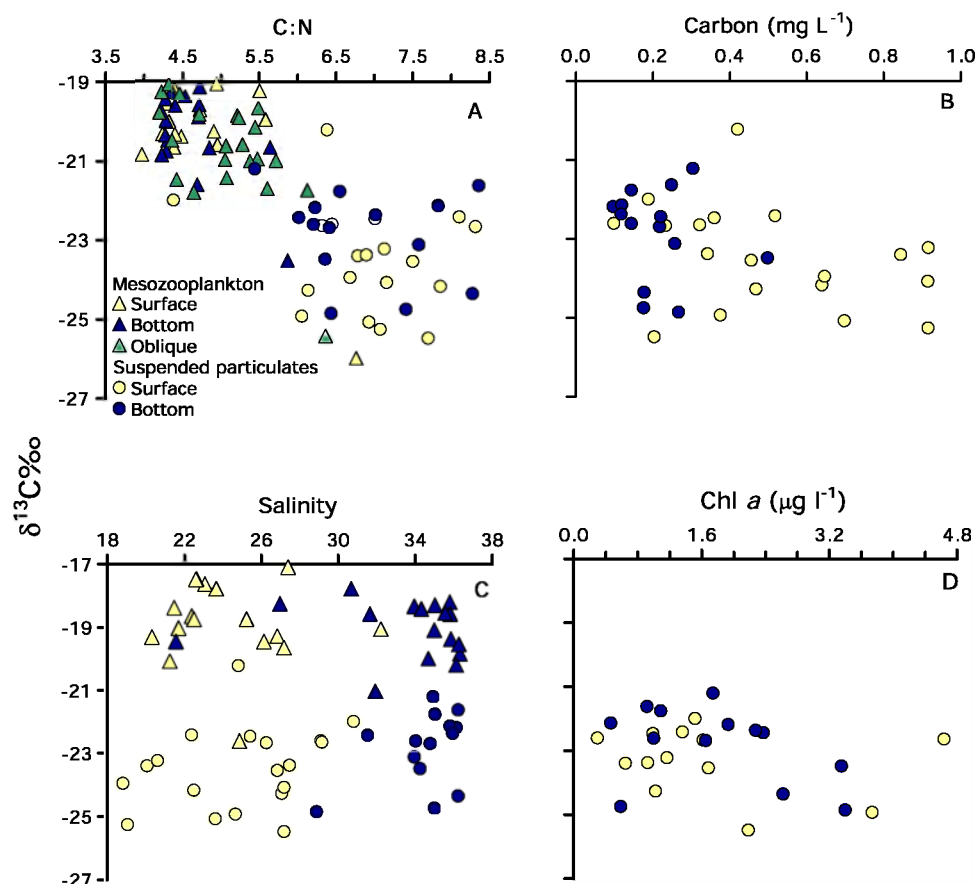 C:N
3.5 4.5 5.5 6.5 7.5 8.5
-19
-21
-23
-25
-27
A
Mesozooplankton
Surface
Bottom
Oblique
Suspended particulates
Surface
Bottom
Carbon (mg L⁻¹)
0.0 0.2 0.4 0.6 0.8 1.0
B
δ¹³C‰
Salinity
18 22 26 30 34 38
-17
-19
-21
-23
-25
-27
C
Chl a (μg l⁻¹)
0.0 1.6 3.2 4.8
D